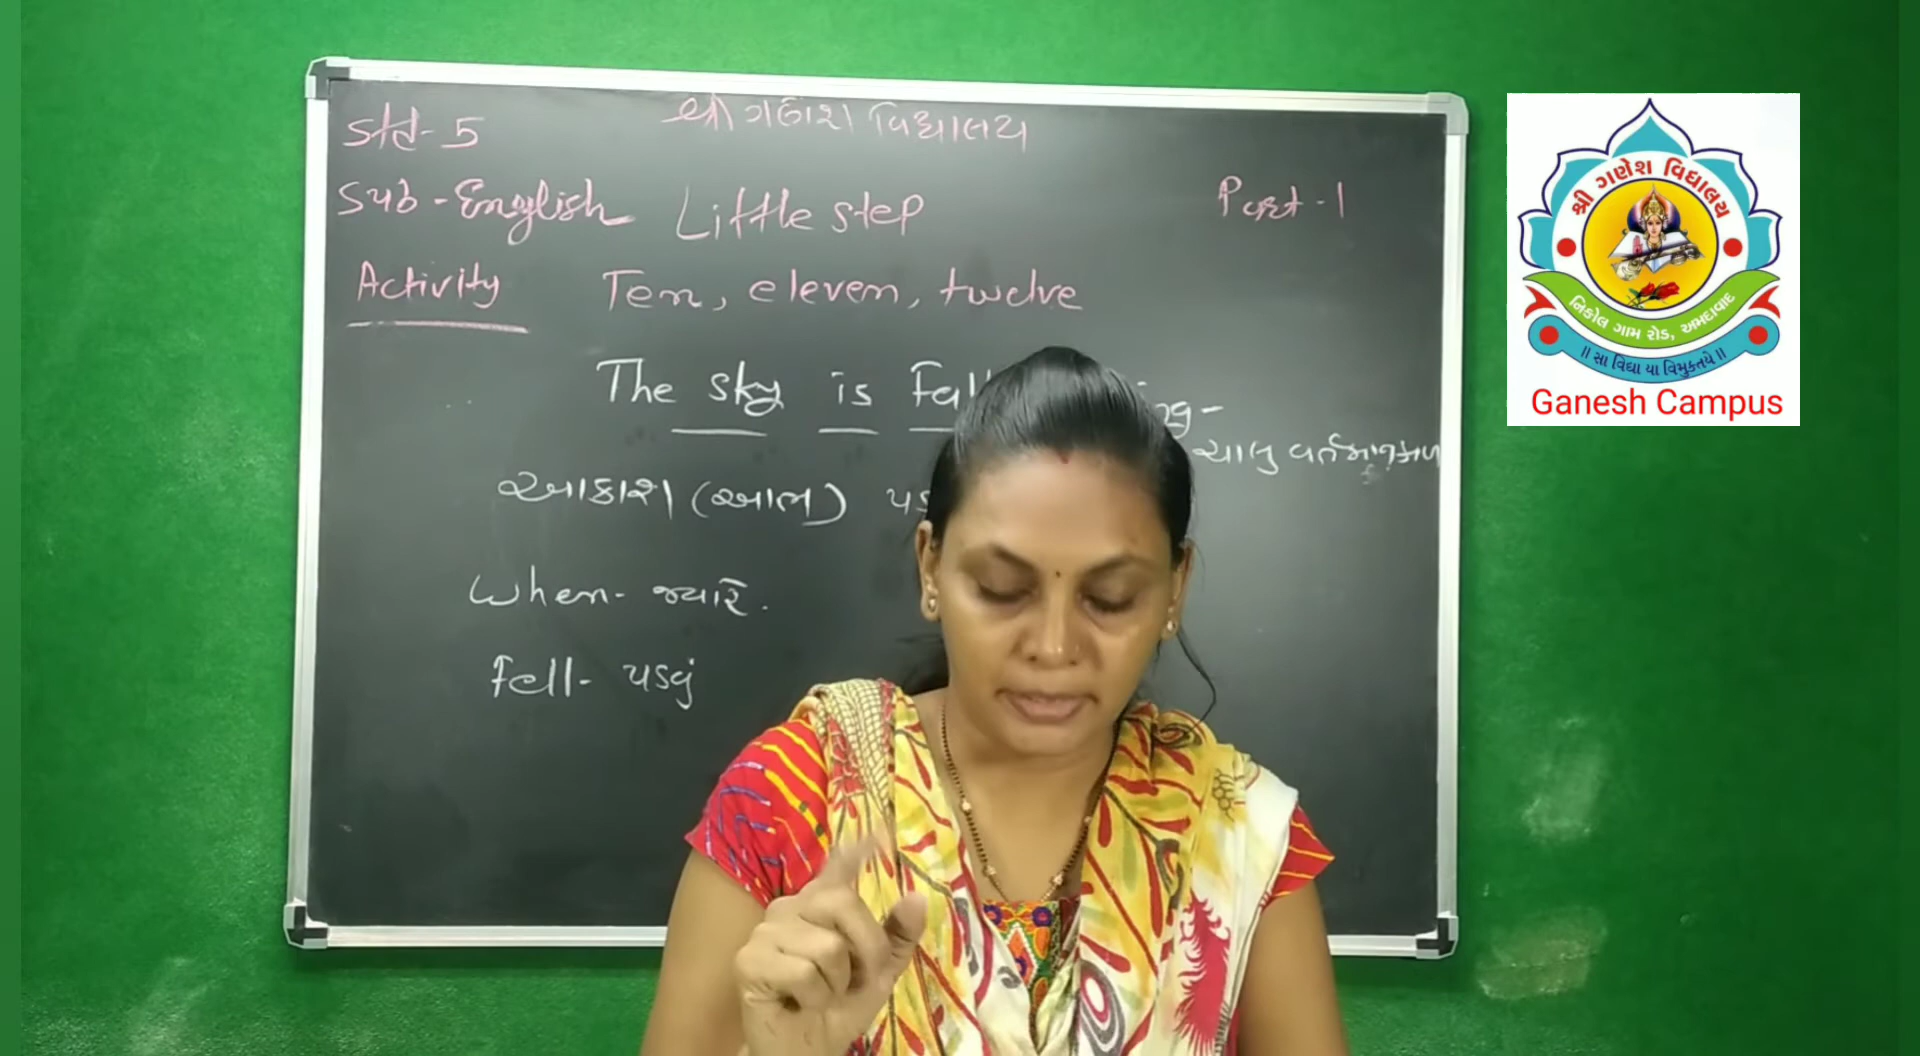 શ્રી ગણેશ વિદ્યાલય
Std-5
Sub-English Little step Part-1
Activity Ten, eleven, twelve
The sky is
ચાલુ વર્તમાનકાળ
આકાશ (આભ)
When- જ્યારે.
Fell- પડવું
શ્રી ગણેશ વિદ્યાલય
નિકોલ ગામ રોડ, અમદાવાદ
॥ સા વિદ્યા યા વિમુક્તયે ॥
Ganesh Campus